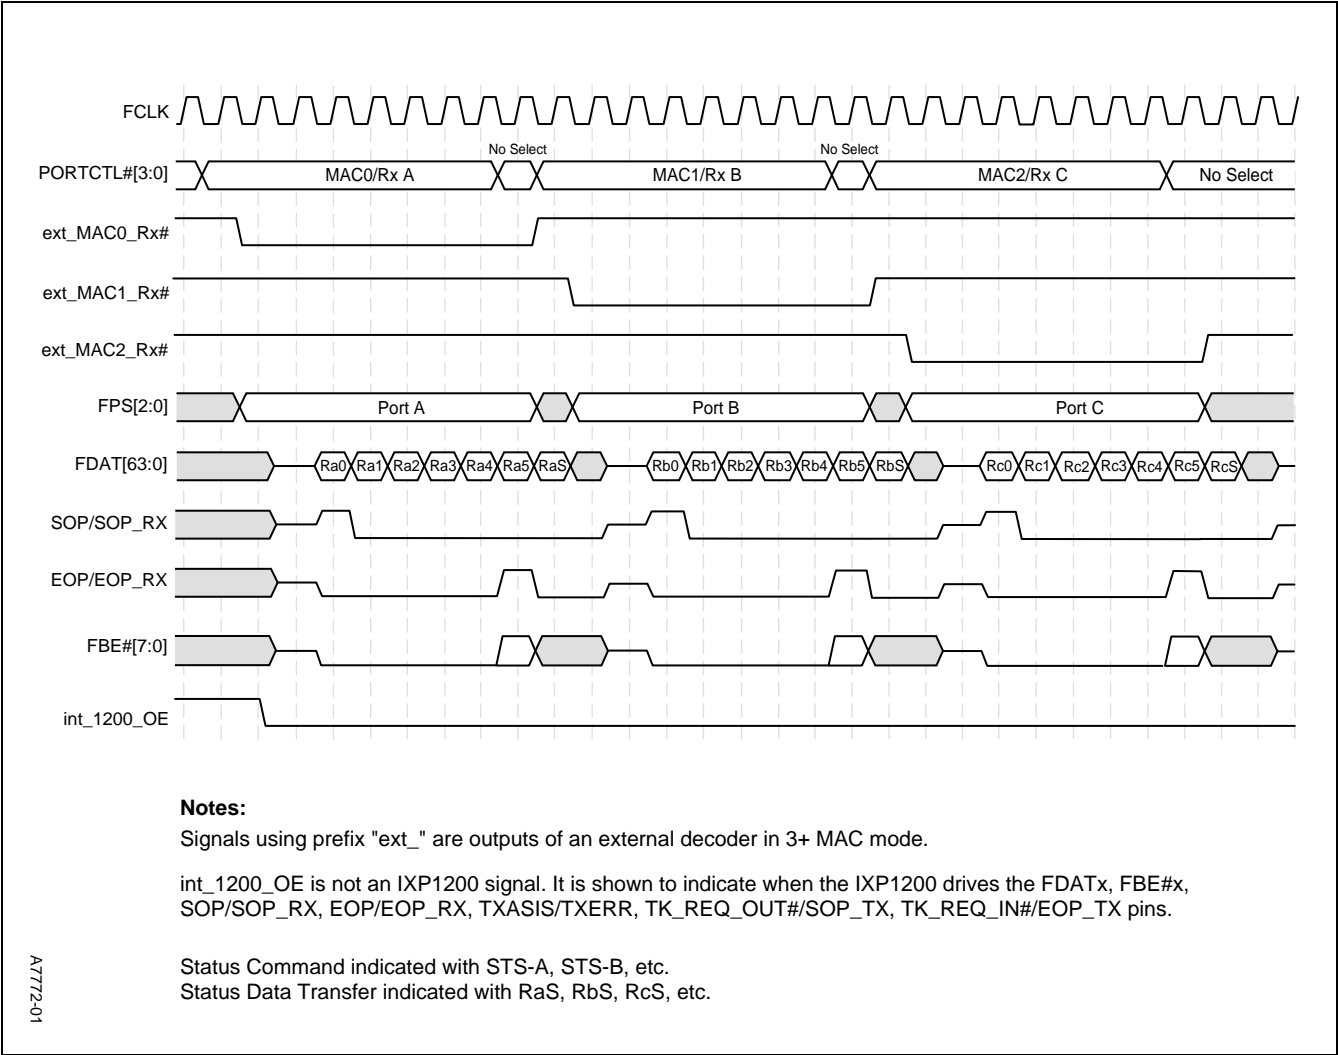 FCLK
No Select
No Select
PORTCTL#[3:0]
MAC0/Rx A
MAC1/Rx B
MAC2/Rx C
No Select
ext_MAC0_Rx#
ext_MAC1_Rx#
ext_MAC2_Rx#
FPS[2:0]
Port A
Port B
Port C
FDAT[63:0]
Ra0 Ra1 Ra2 Ra3 Ra4 Ra5 RaS
Rb0 Rb1 Rb2 Rb3 Rb4 Rb5 RbS
Rc0 Rc1 Rc2 Rc3 Rc4 Rc5 RcS
SOP/SOP_RX
EOP/EOP_RX
FBE#[7:0]
int_1200_OE
Notes:
Signals using prefix "ext_" are outputs of an external decoder in 3+ MAC mode.
int_1200_OE is not an IXP1200 signal. It is shown to indicate when the IXP1200 drives the FDATx, FBE#x,
SOP/SOP_RX, EOP/EOP_RX, TXASIS/TXERR, TK_REQ_OUT#/SOP_TX, TK_REQ_IN#/EOP_TX pins.
Status Command indicated with STS-A, STS-B, etc.
Status Data Transfer indicated with RaS, RbS, RcS, etc.
A7772-01